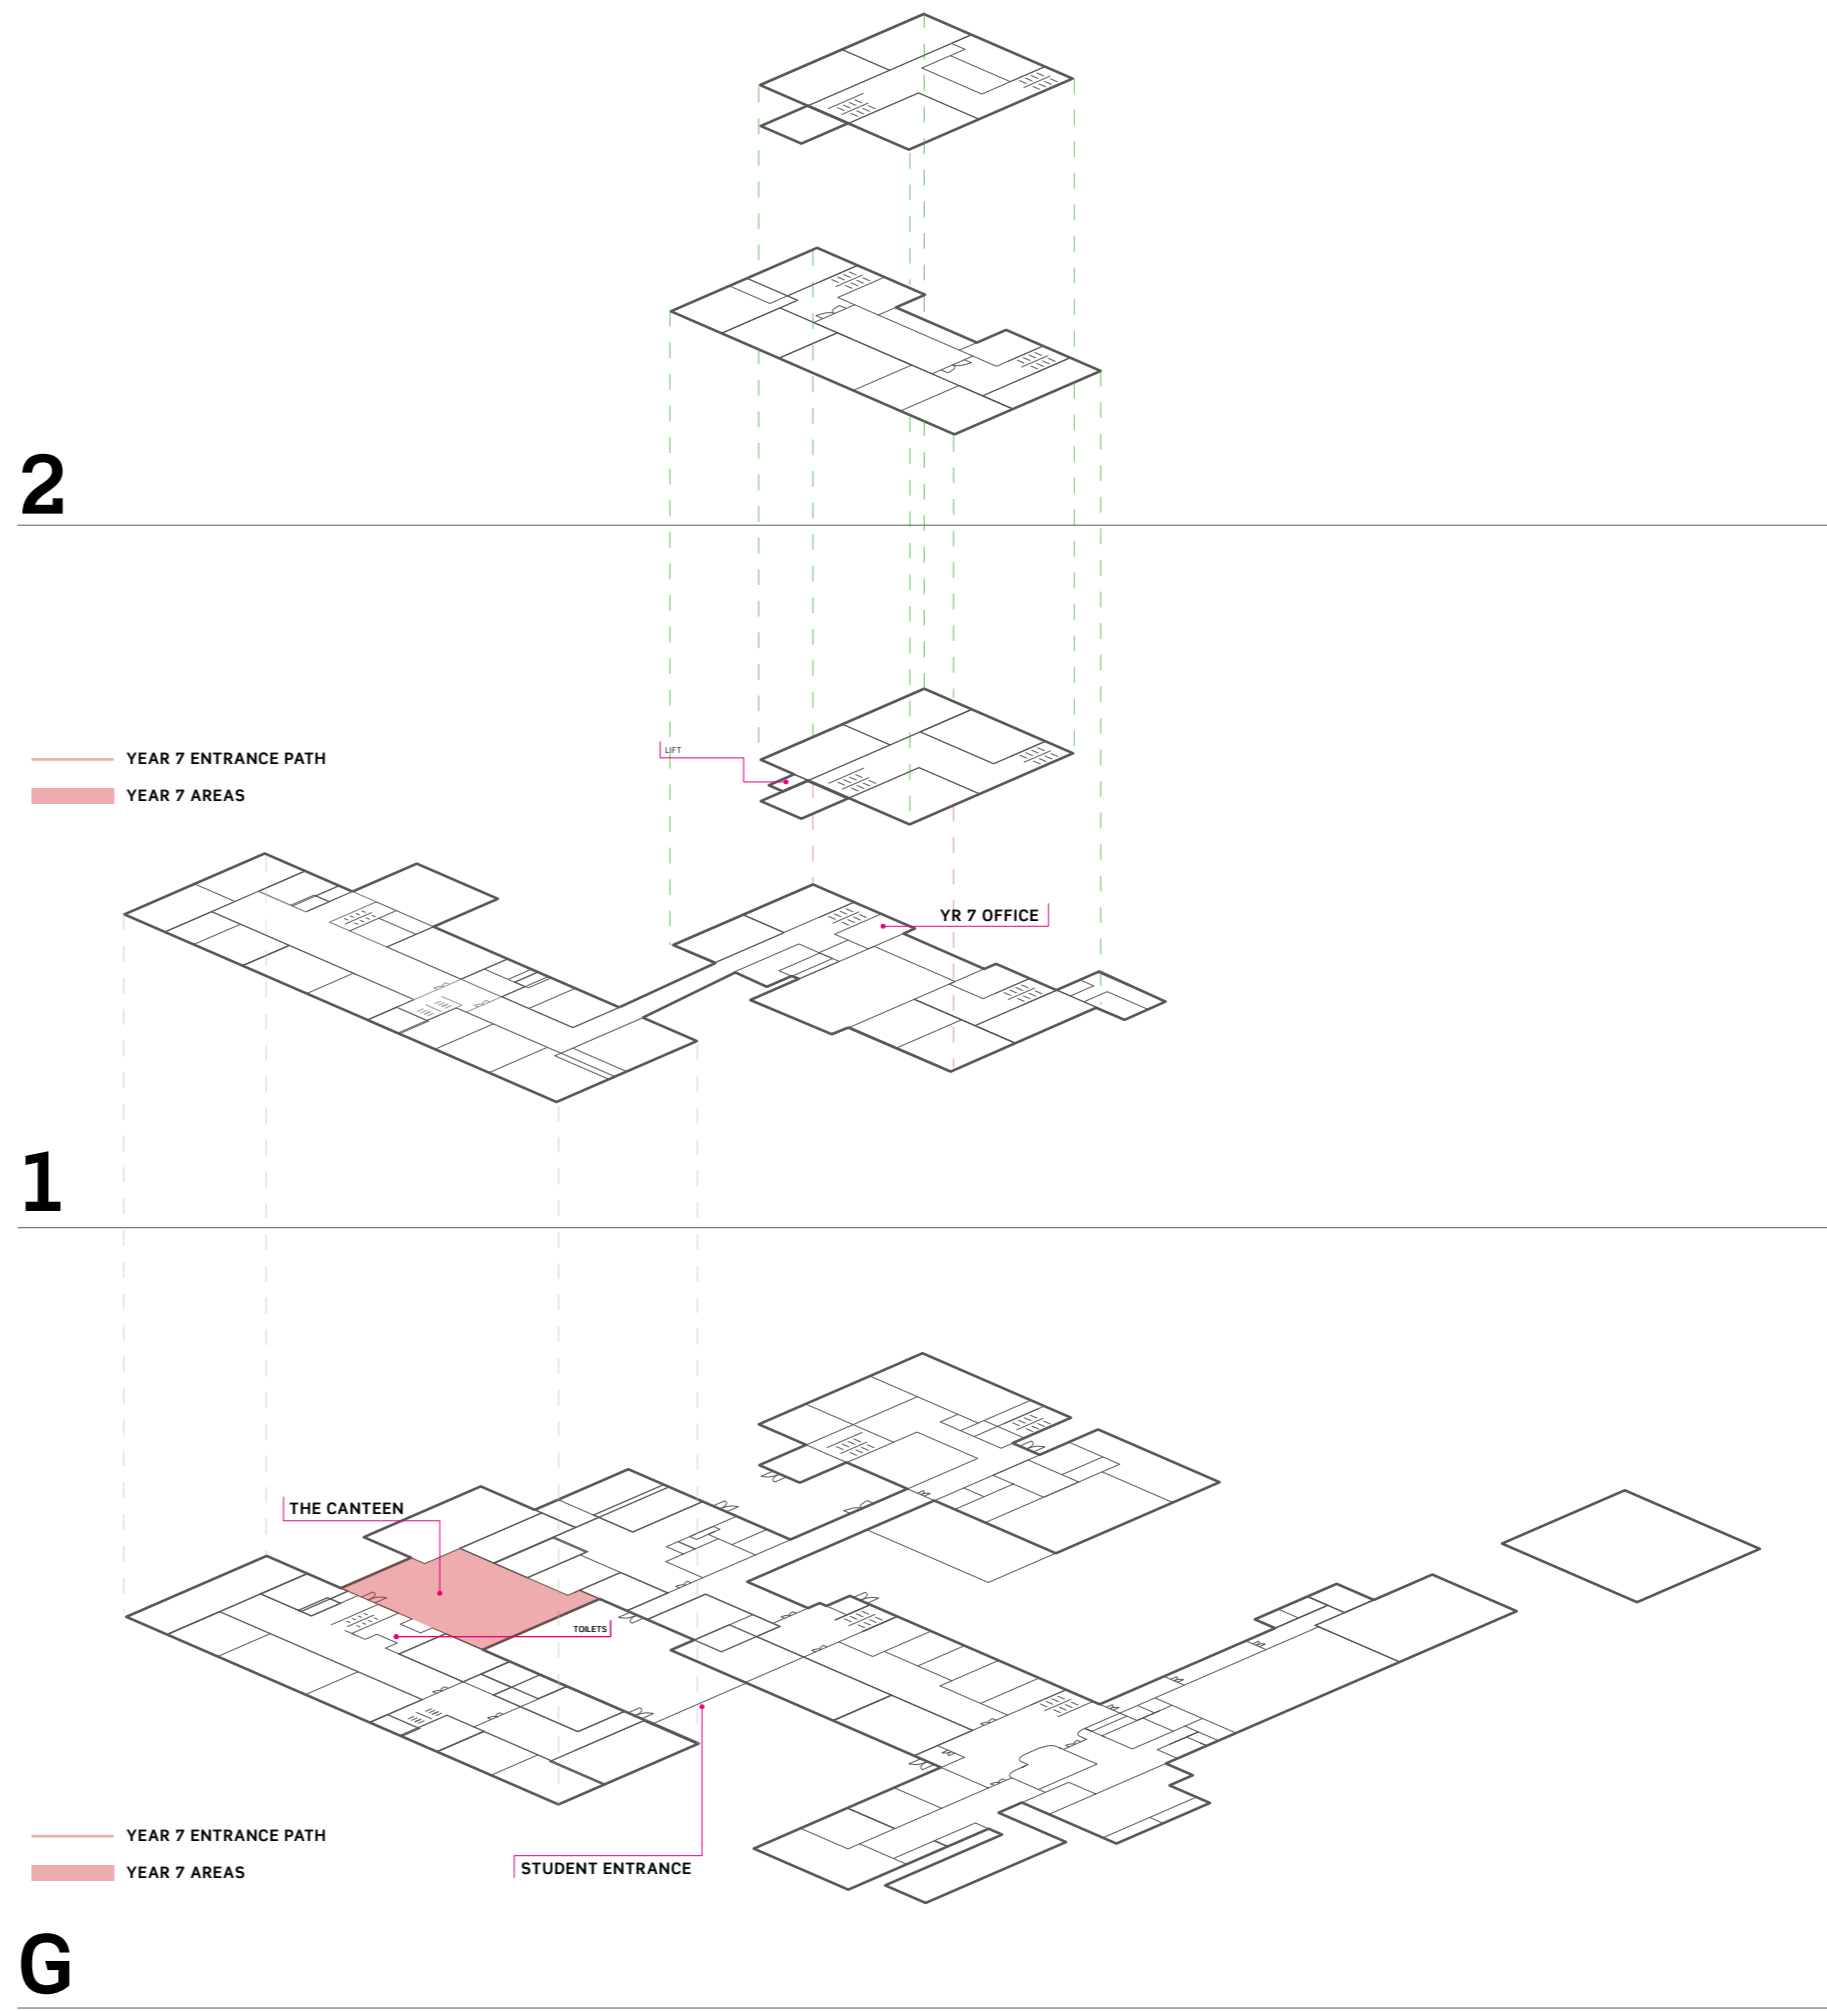 2
YEAR 7 ENTRANCE PATH
YEAR 7 AREAS
LIFT
YR 7 OFFICE
1
THE CANTEEN
TOILETS
YEAR 7 ENTRANCE PATH
YEAR 7 AREAS
STUDENT ENTRANCE
G